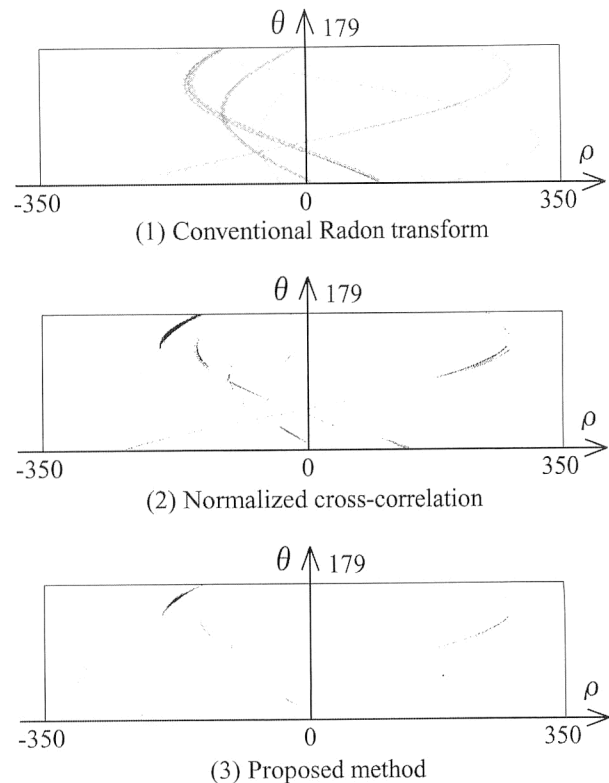 θ 179
ρ
-350 0 350
(1) Conventional Radon transform
θ 179
ρ
-350 0 350
(2) Normalized cross-correlation
θ 179
ρ
-350 0 350
(3) Proposed method